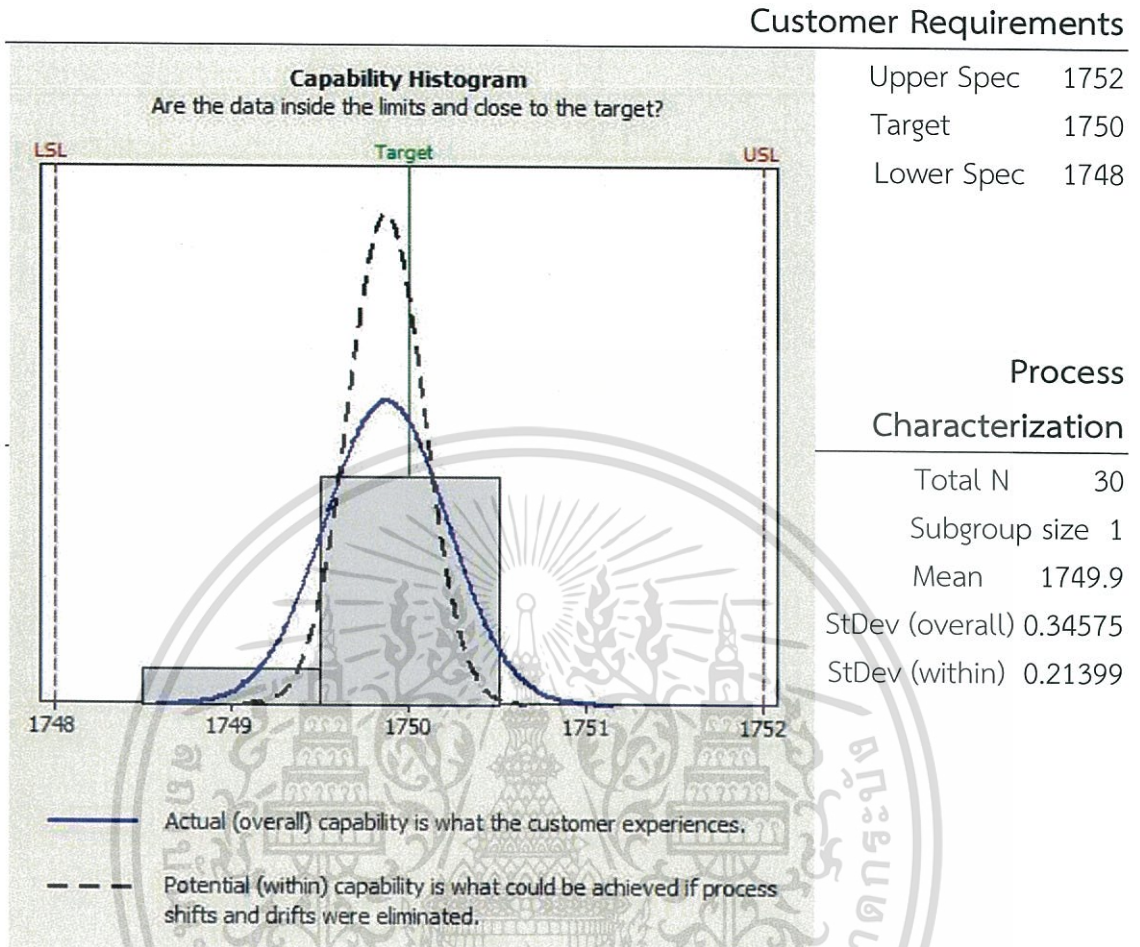 Customer Requirements
Capability Histogram
Are the data inside the limits and close to the target?
LSL
Target
USL
1748
1749
1750
1751
1752
Actual (overall) capability is what the customer experiences.
Potential (within) capability is what could be achieved if process
shifts and drifts were eliminated.
Upper Spec 1752
Target 1750
Lower Spec 1748
Process
Characterization
Total N 30
Subgroup size 1
Mean 1749.9
StDev (overall) 0.34575
StDev (within) 0.21399